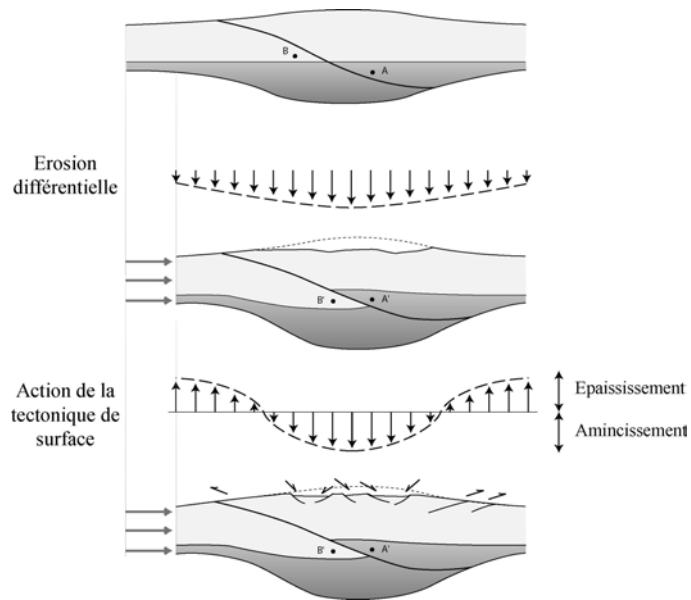 B
A
Erosion
différentielle
B'
A'
Action de la
tectonique de
surface
Epaississement
Amincissement
B'
A'